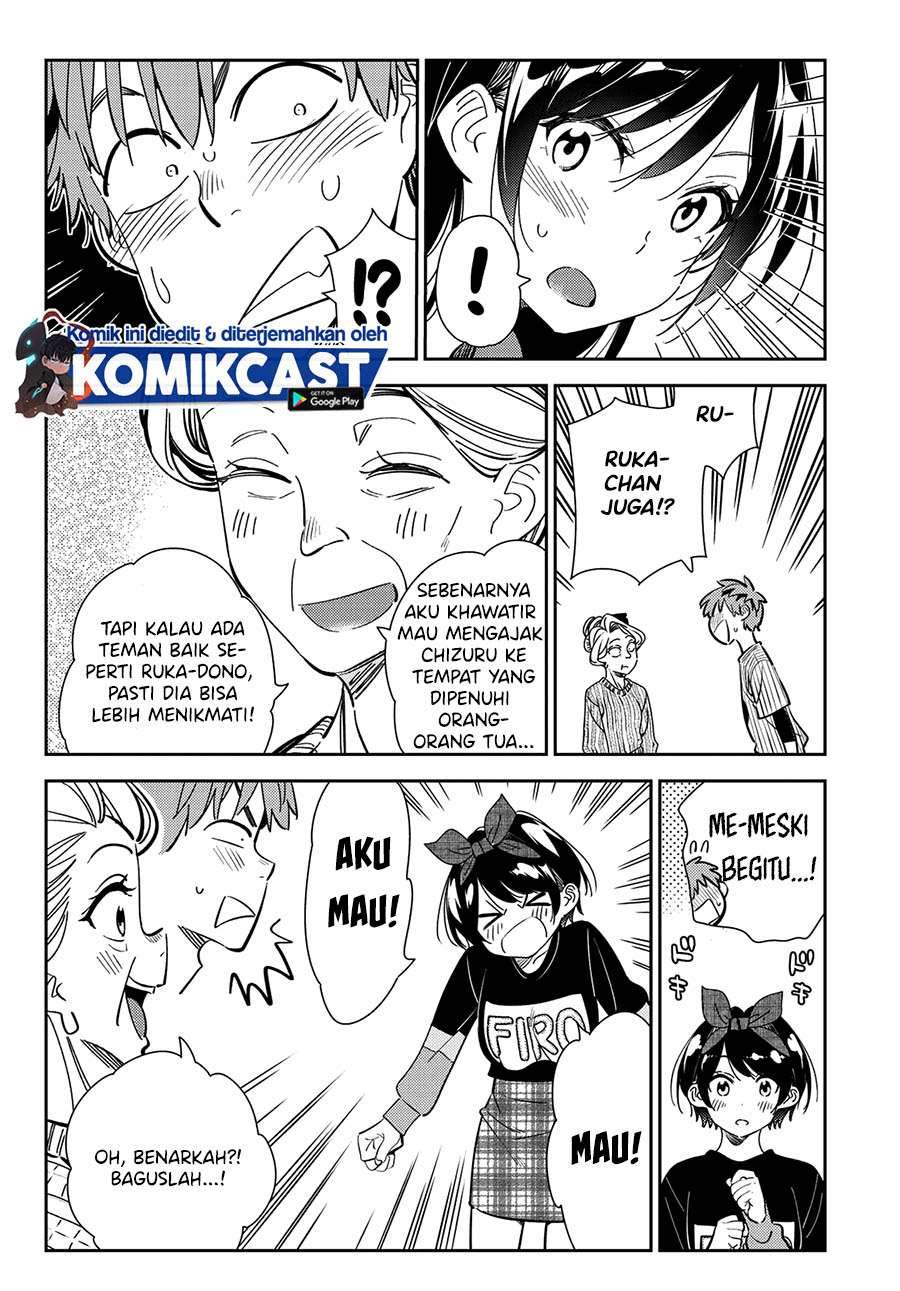 !
!?
Komik ini diedit & diterjemahkan oleh
KOMIKCAST
GET IT ON
Google Play
RU-
RUKA-
CHAN
JUGA!?
SEBENARNYA
AKU KHAWATIR
MAU MENGAJAK
CHIZURU KE
TEMPAT YANG
DIPENUHI
ORANG-
ORANG TUA...
TAPI KALAU ADA
TEMAN BAIK SE-
PERTI RUKA-DONO,
PASTI DIA BISA
LEBIH MENIKMATI!
ME-MESKI
BEGITU...!
ドキ
ドキ
AKU
MAU!
FIRO
MAU!
OH, BENARKAH?!
BAGUSLAH...!